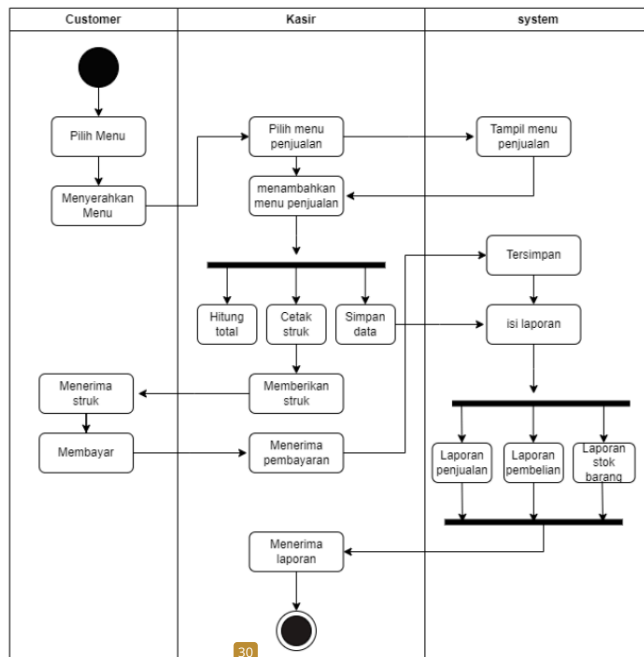 Customer
Kasir
system
Pilih Menu
Pilih menu
penjualan
Tampil menu
penjualan
Menyerahkan
Menu
menambahkan
menu penjualan
Tersimpan
Hitung
total
Cetak
struk
Simpan
data
isi laporan
Menerima
struk
Memberikan
struk
Membayar
Menerima
pembayaran
Laporan
penjualan
Laporan
pembelian
Laporan
stok
barang
Menerima
laporan
30